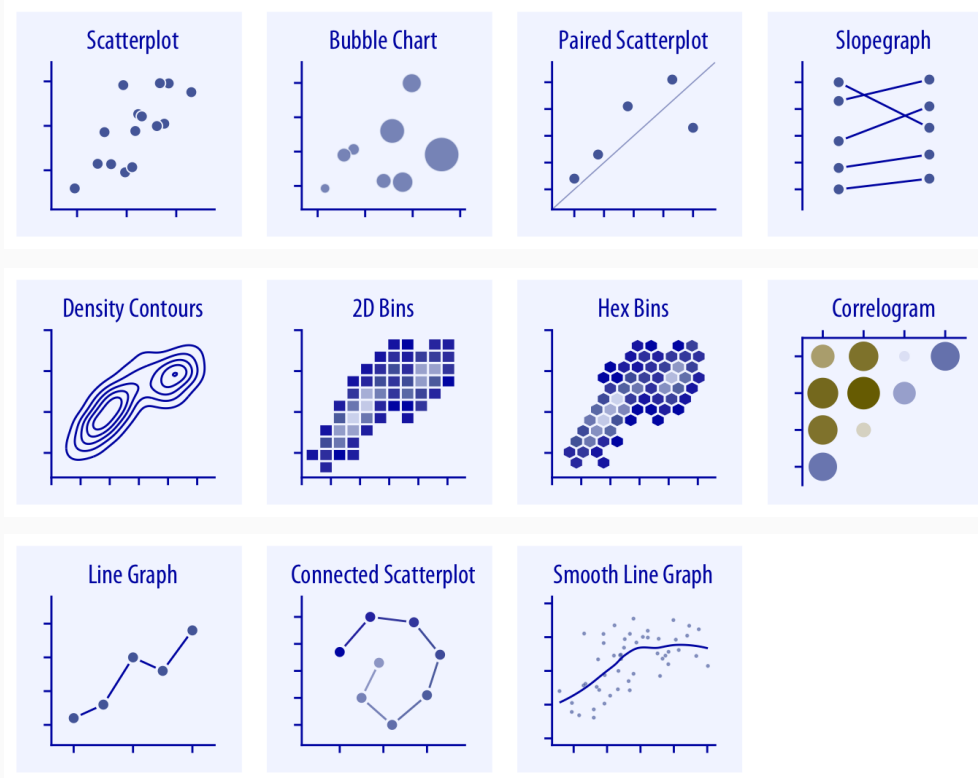 Scatterplot
Bubble Chart
Paired Scatterplot
Slopegraph
Density Contours
2D Bins
Hex Bins
Correlogram
Line Graph
Connected Scatterplot
Smooth Line Graph